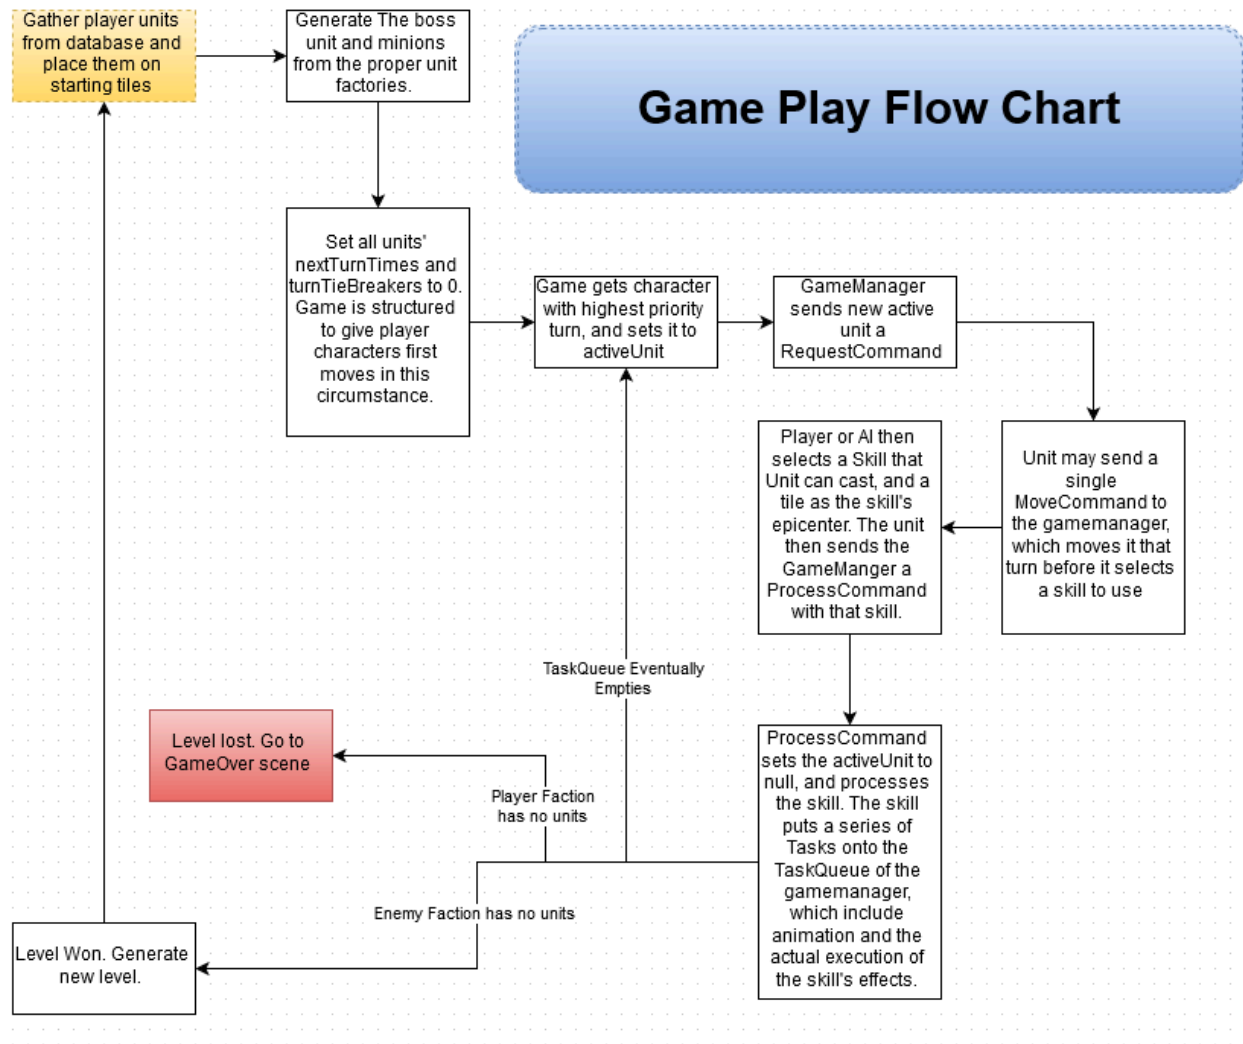 Gather player units
from database and
place them on
starting tiles
Generate The boss
unit and minions
from the proper unit
factories.
Game Play Flow Chart
Set all units'
nextTurnTimes and
turnTieBreakers to 0.
Game is structured
to give player
characters first
moves in this
circumstance.
Game gets character
with highest priority
turn, and sets it to
activeUnit
GameManager
sends new active
unit a
RequestCommand
Unit may send a
single
MoveCommand to
the gamemanager,
which moves it that
turn before it selects
a skill to use
Player or AI then
selects a Skill that
Unit can cast, and a
tile as the skill's
epicenter. The unit
then sends the
GameManger a
ProcessCommand
with that skill.
ProcessCommand
sets the activeUnit to
null, and processes
the skill. The skill
puts a series of
Tasks onto the
TaskQueue of the
gamemanager,
which include
animation and the
actual execution of
the skill's effects.
TaskQueue Eventually
Empties
Player Faction
has no units
Level lost. Go to
GameOver scene
Enemy Faction has no units
Level Won. Generate
new level.